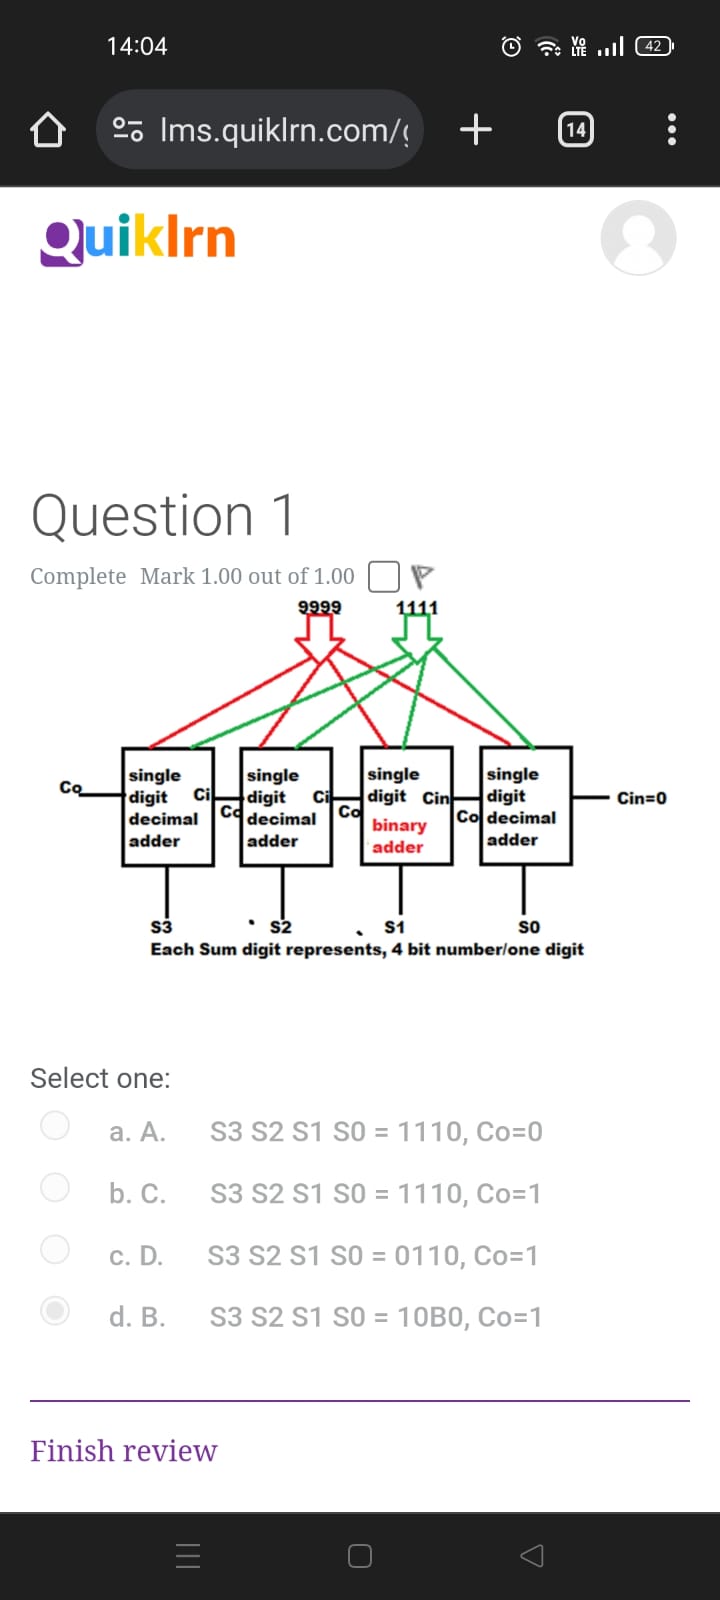 14:04
Vo LTE 42
lms.quiklrn.com/
14
Quiklrn
Question 1
Complete Mark 1.00 out of 1.00
9999 1111
single digit decimal adder
single digit decimal adder
single digit binary adder
single digit decimal adder
Co Ci Co Ci Co Cin Co Cin=0
S3 S2 S1 S0
Each Sum digit represents, 4 bit number/one digit
Select one:
a. A. S3 S2 S1 S0 = 1110, Co=0
b. C. S3 S2 S1 S0 = 1110, Co=1
c. D. S3 S2 S1 S0 = 0110, Co=1
d. B. S3 S2 S1 S0 = 10B0, Co=1
Finish review